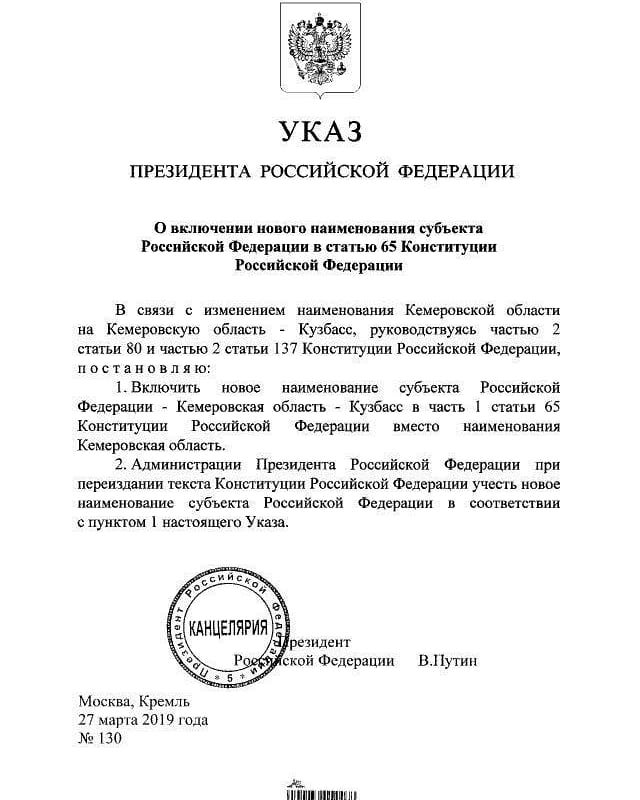 УКАЗ
ПРЕЗИДЕНТА РОССИЙСКОЙ ФЕДЕРАЦИИ
О включении нового наименования субъекта
Российской Федерации в статью 65 Конституции
Российской Федерации
В связи с изменением наименования Кемеровской области
на Кемеровскую область - Кузбасс, руководствуясь частью 2
статьи 80 и частью 2 статьи 137 Конституции Российской Федерации,
п о с т а н о в л я ю:
1. Включить новое наименование субъекта Российской
Федерации - Кемеровская область - Кузбасс в часть 1 статьи 65
Конституции Российской Федерации вместо наименования
Кемеровская область.
2. Администрации Президента Российской Федерации при
переиздании текста Конституции Российской Федерации учесть новое
наименование субъекта Российской Федерации в соответствии
с пунктом 1 настоящего Указа.
Президент Российской Федерации
КАНЦЕЛЯРИЯ
* 5 *
Президент
Российской Федерации В.Путин
Москва, Кремль
27 марта 2019 года
№ 130